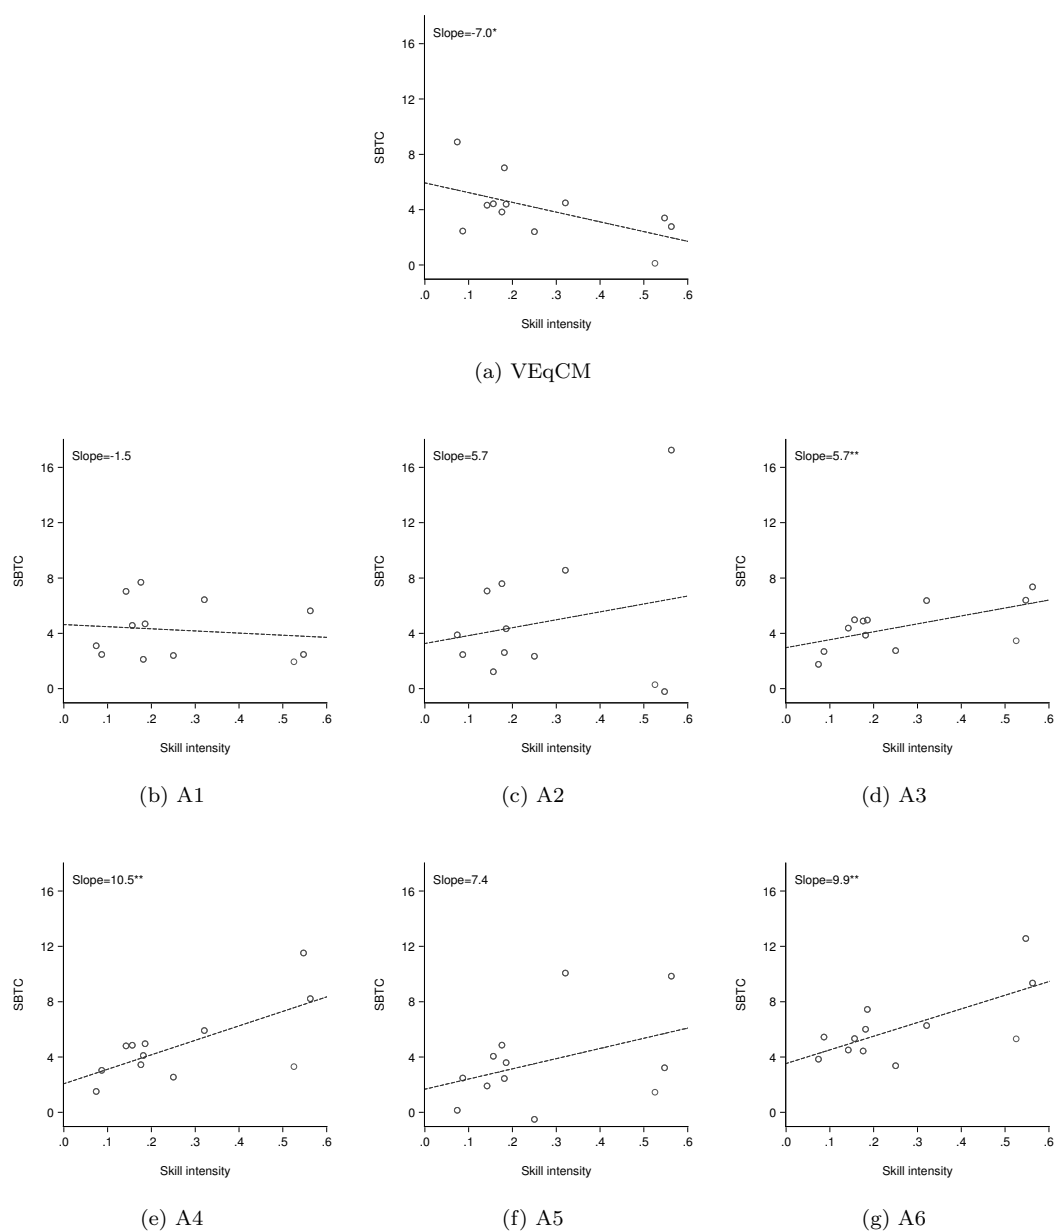 Slope=-7.0*
SBTC
16
12
8
4
0
.0 .1 .2 .3 .4 .5 .6
Skill intensity
(a) VEqCM
Slope=-1.5
SBTC
16
12
8
4
0
.0 .1 .2 .3 .4 .5 .6
Skill intensity
(b) A1
Slope=5.7
SBTC
16
12
8
4
0
.0 .1 .2 .3 .4 .5 .6
Skill intensity
(c) A2
Slope=5.7**
SBTC
16
12
8
4
0
.0 .1 .2 .3 .4 .5 .6
Skill intensity
(d) A3
Slope=10.5**
SBTC
16
12
8
4
0
.0 .1 .2 .3 .4 .5 .6
Skill intensity
(e) A4
Slope=7.4
SBTC
16
12
8
4
0
.0 .1 .2 .3 .4 .5 .6
Skill intensity
(f) A5
Slope=9.9**
SBTC
16
12
8
4
0
.0 .1 .2 .3 .4 .5 .6
Skill intensity
(g) A6